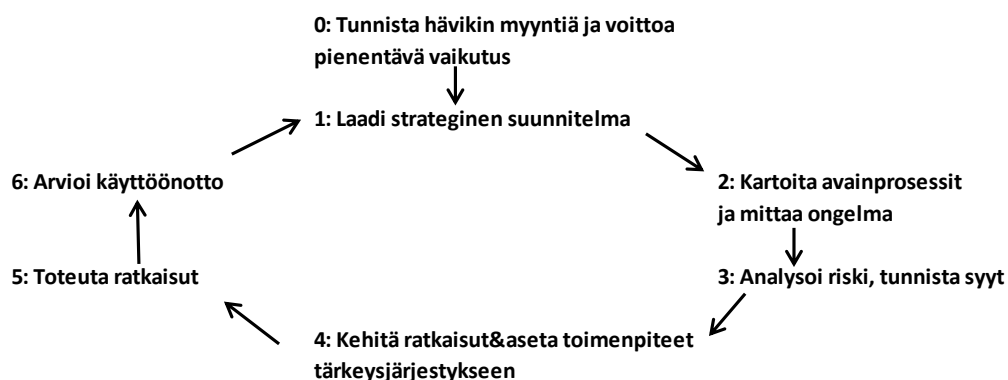 0: Tunnista hävikin myyntiä ja voittoa
pienentävä vaikutus
1: Laadi strateginen suunnitelma
2: Kartoita avainprosessit
ja mittaa ongelma
3: Analysoi riski, tunnista syyt
4: Kehitä ratkaisut&aseta toimenpiteet
tärkeysjärjestykseen
5: Toteuta ratkaisut
6: Arvioi käyttöönotto